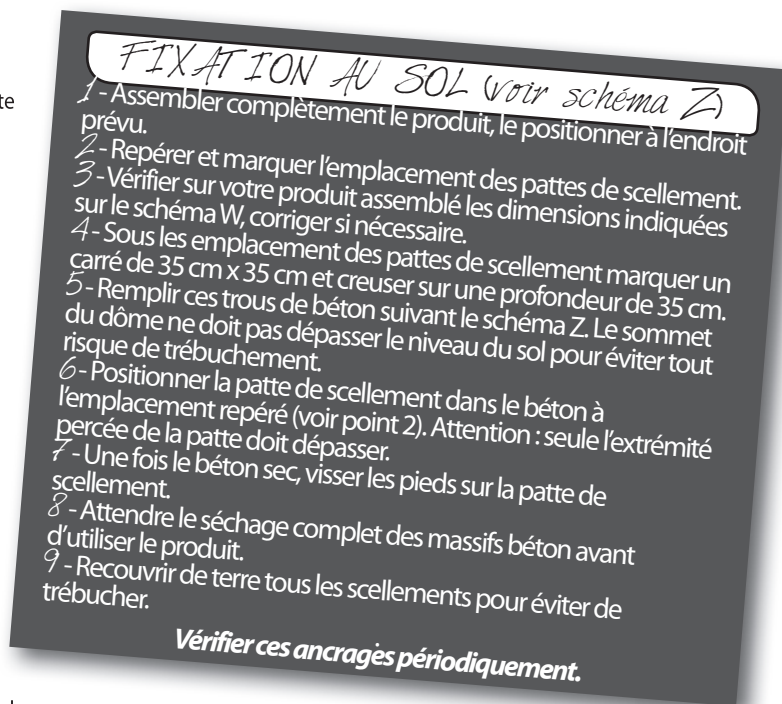 te
FIXATION AU SOL (voir schéma Z)
1 - Assembler complètement le produit, le positionner à l'endroit
prévu.
2 - Repérer et marquer l'emplacement des pattes de scellement.
3 - Vérifier sur votre produit assemblé les dimensions indiquées
sur le schéma W, corriger si nécessaire.
4 - Sous les emplacement des pattes de scellement marquer un
carré de 35 cm x 35 cm et creuser sur une profondeur de 35 cm.
5 - Remplir ces trous de béton suivant le schéma Z. Le sommet
du dôme ne doit pas dépasser le niveau du sol pour éviter tout
risque de trébuchement.
6 - Positionner la patte de scellement dans le béton à
l'emplacement repéré (voir point 2). Attention : seule l'extrémité
percée de la patte doit dépasser.
7 - Une fois le béton sec, visser les pieds sur la patte de
scellement.
8 - Attendre le séchage complet des massifs béton avant
d'utiliser le produit.
9 - Recouvrir de terre tous les scellements pour éviter de
trébucher.
Vérifier ces ancrages périodiquement.